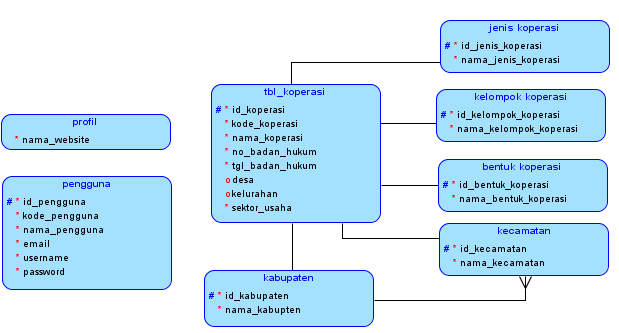 profil
* nama_website
pengguna
# * id_pengguna
* kode_pengguna
* nama_pengguna
* email
* username
* password
tbl_koperasi
# * id_koperasi
* kode_koperasi
* nama_koperasi
* no_badan_hukum
* tgl_badan_hukum
o desa
o kelurahan
* sektor_usaha
kabupaten
# * id_kabupaten
* nama_kabupten
jenis koperasi
# * id_jenis_koperasi
* nama_jenis_koperasi
kelompok koperasi
# * id_kelompok_koperasi
* nama_kelompok_koperasi
bentuk koperasi
# * id_bentuk_koperasi
* nama_bentuk_koperasi
kecamatan
# * id_kecamatan
* nama_kecamatan